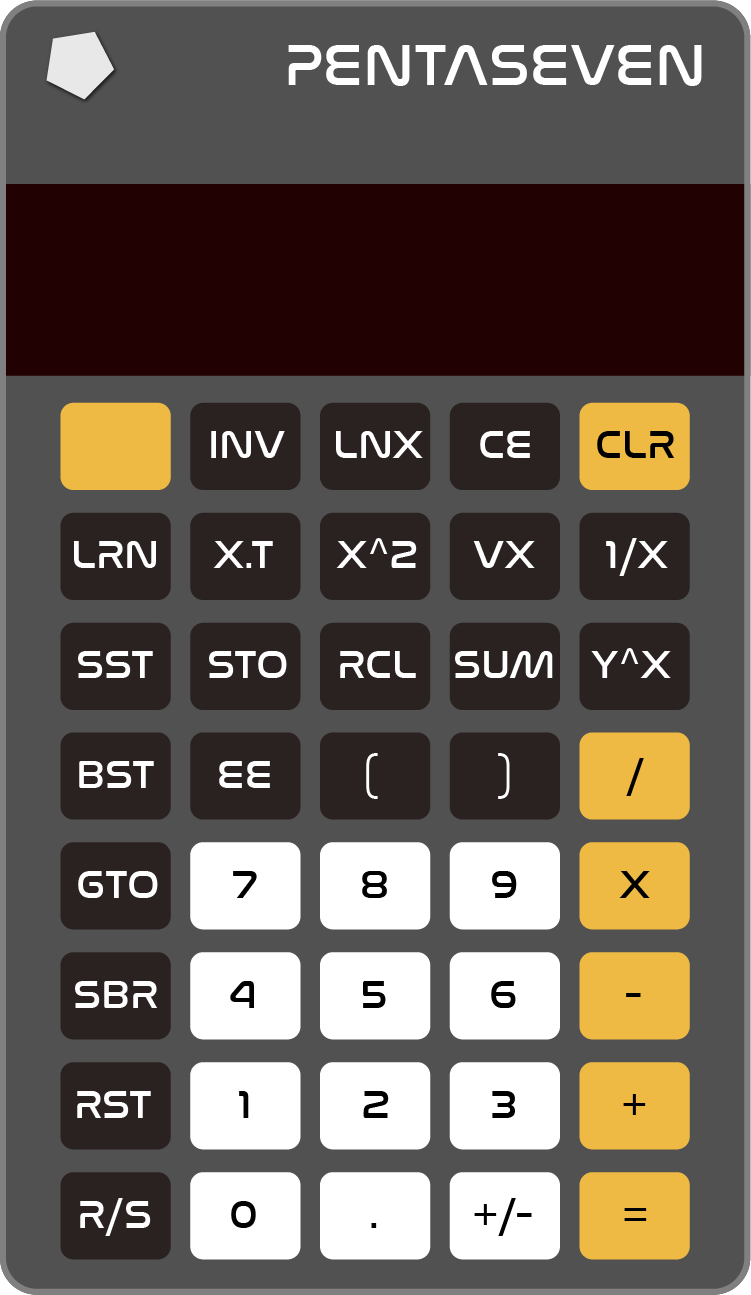 PENTASEVEN
INV LNX CE CLR
LRN X.T X^2 VX 1/X
SST STO RCL SUM Y^X
BST EE ( ) /
GTO 7 8 9 X
SBR 4 5 6 -
RST 1 2 3 +
R/S 0 . +/- =